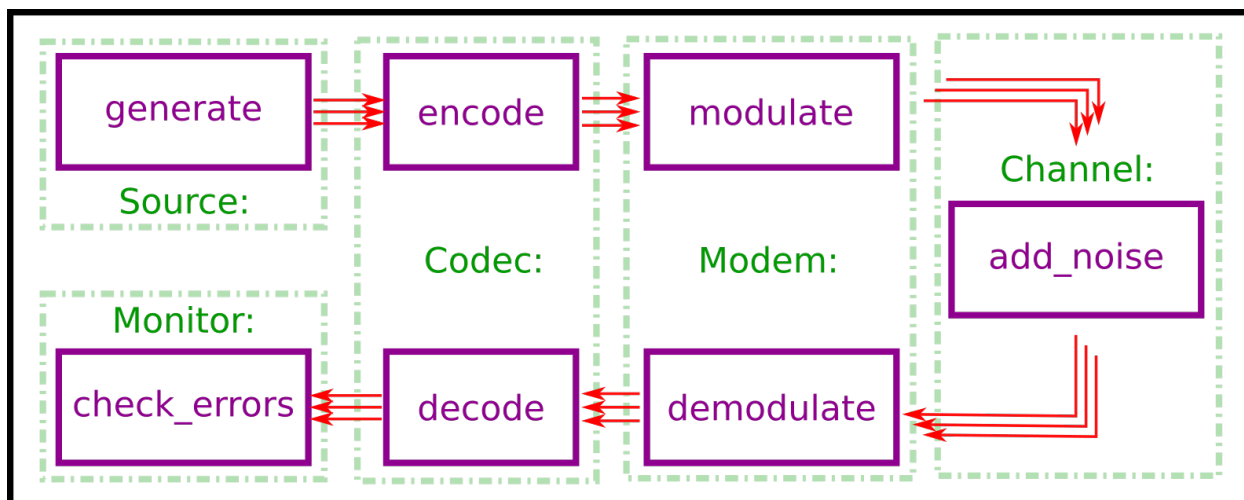 generate
encode
modulate
Source:
Channel:
Codec:
Modem:
add_noise
Monitor:
check_errors
decode
demodulate